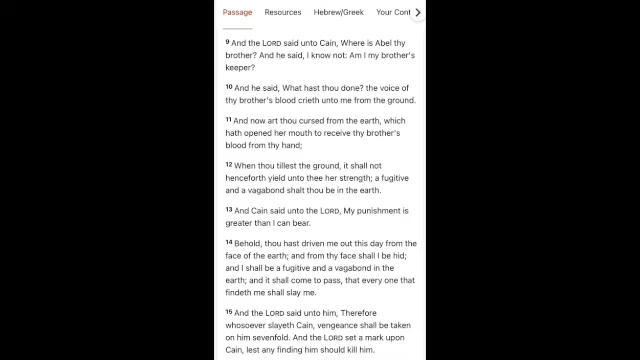 Passage Resources Hebrew/Greek Your Cont
9 And the LORD said unto Cain, Where is Abel thy
brother? And he said, I know not: Am I my brother's
keeper?
10 And he said, What hast thou done? the voice of
thy brother's blood crieth unto me from the ground.
11 And now art thou cursed from the earth, which
hath opened her mouth to receive thy brother's
blood from thy hand;
12 When thou tillest the ground, it shall not
henceforth yield unto thee her strength; a fugitive
and a vagabond shalt thou be in the earth.
13 And Cain said unto the LORD, My punishment is
greater than I can bear.
14 Behold, thou hast driven me out this day from the
face of the earth; and from thy face shall I be hid;
and I shall be a fugitive and a vagabond in the
earth; and it shall come to pass, that every one that
findeth me shall slay me.
15 And the LORD said unto him, Therefore
whosoever slayeth Cain, vengeance shall be taken
on him sevenfold. And the LORD set a mark upon
Cain, lest any finding him should kill him.